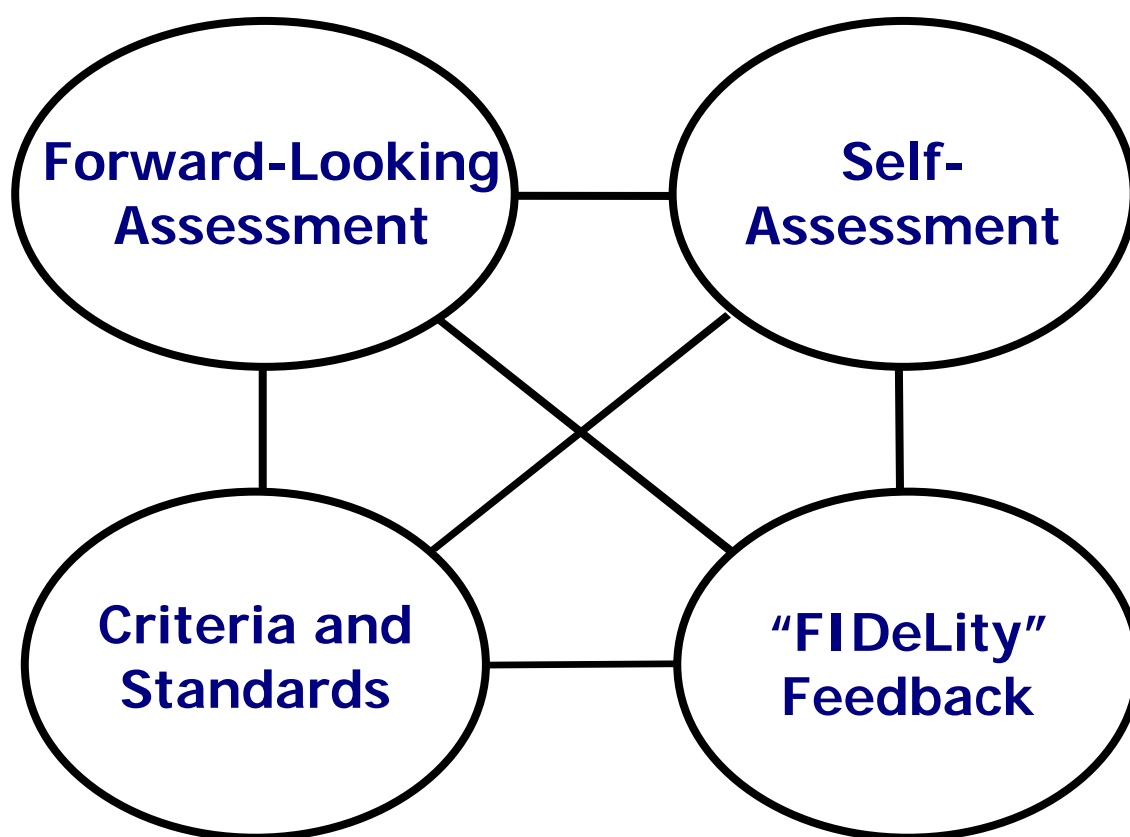 Forward-Looking
Assessment
Self-
Assessment
Criteria and
Standards
“FIDeLity”
Feedback